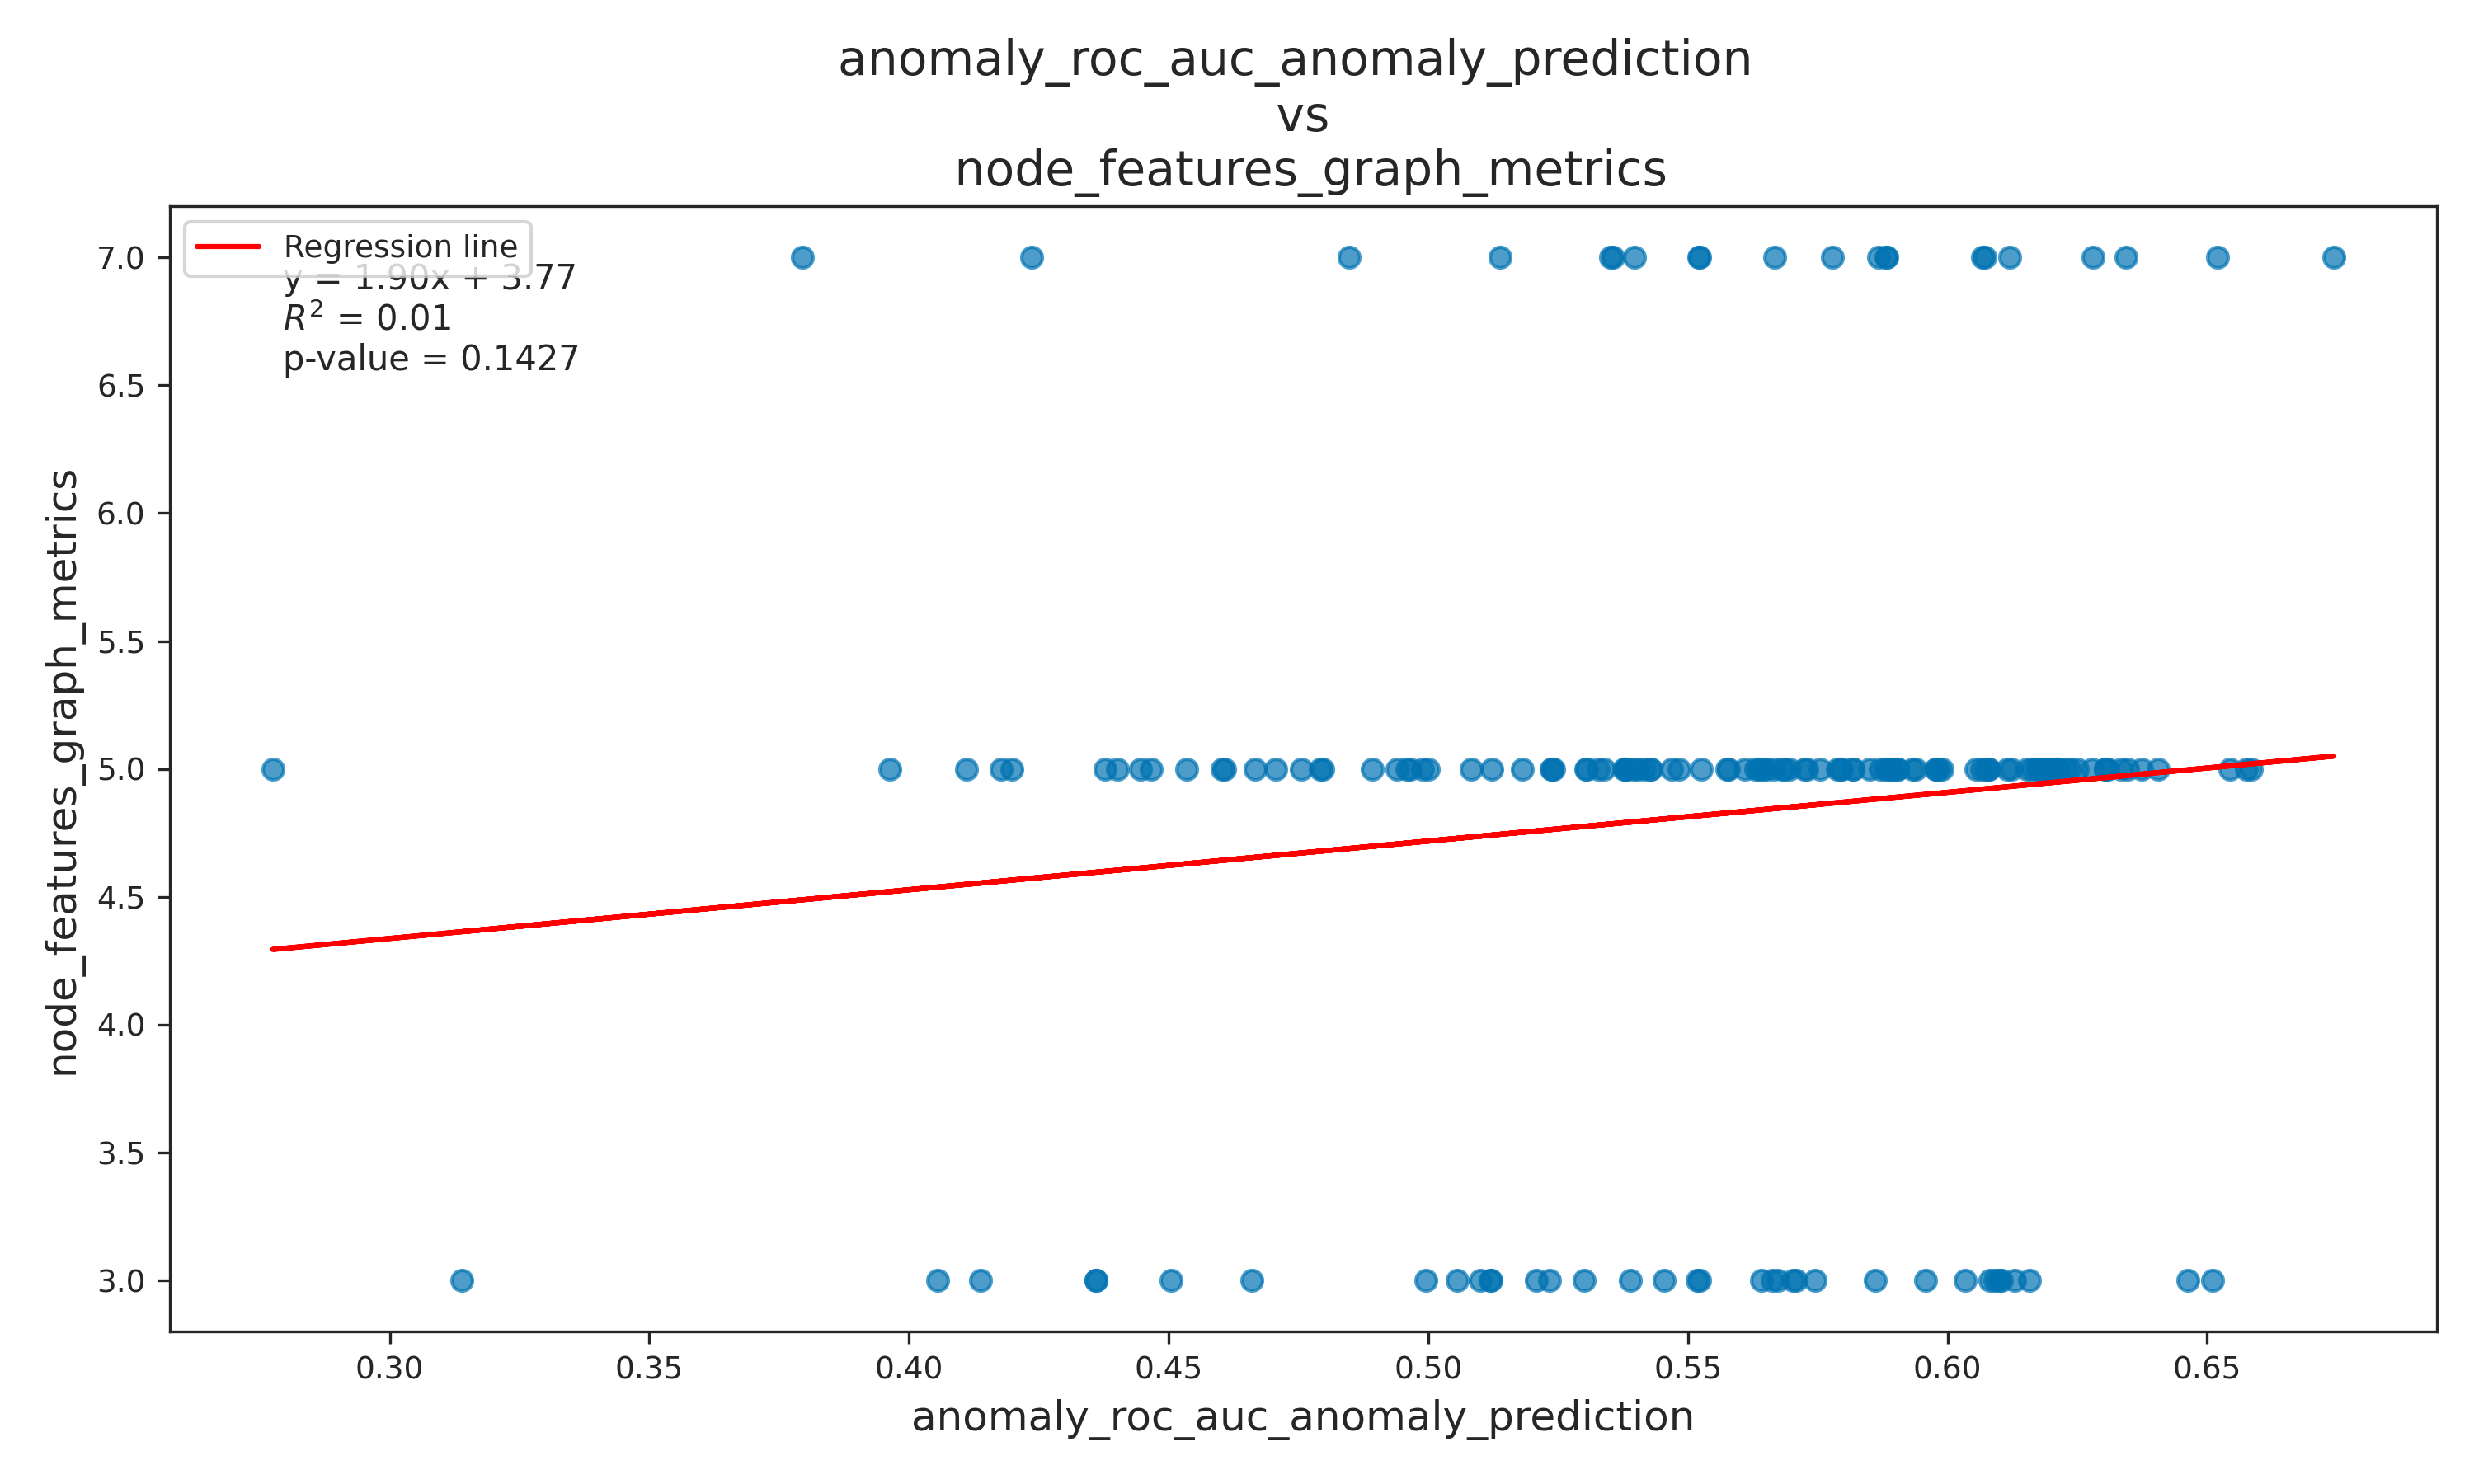 anomaly_roc_auc_anomaly_prediction
vs
node_features_graph_metrics
Regression line
y = 1.90x + 3.77
R² = 0.01
p-value = 0.1427
node_features_graph_metrics
7.0
6.5
6.0
5.5
5.0
4.5
4.0
3.5
3.0
0.30 0.35 0.40 0.45 0.50 0.55 0.60 0.65
anomaly_roc_auc_anomaly_prediction